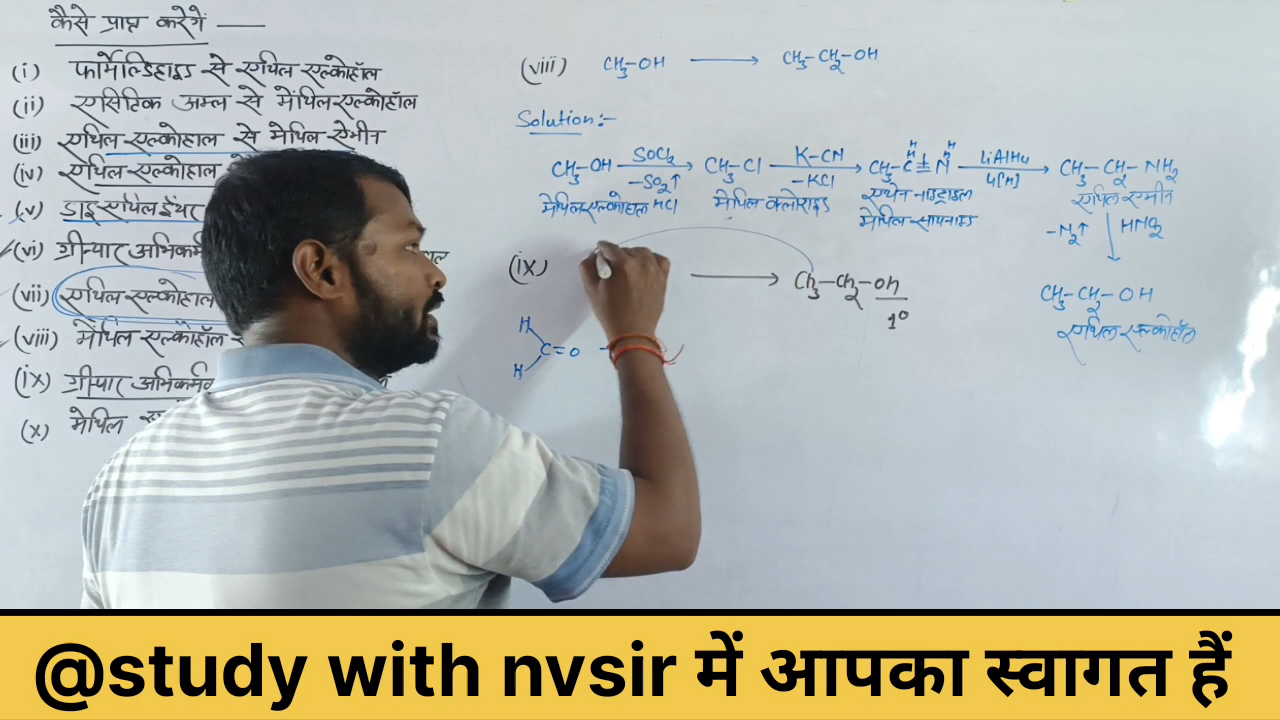 कैसे प्राप्त करेगें —
(i) फार्मेल्डिहाइड से एथिल एल्कोहॉल
(ii) एसिटिक अम्ल से मेथिल एल्कोहॉल
(iii) एथिल एल्कोहाल से मेथिल ऐमीन
(iv) एथिल एल्कोहाल
(v) डाइ एथिल ईथर
(vi) ग्रीन्यार अभिकर्म
(vii) एथिल एल्कोहाल
(viii) मेथिल एल्कोहॉल
(ix) ग्रीन्यार अभिकर्मक
(x) मेथिल
(viii) CH3-OH → CH3-CH2-OH
Solution:-
CH3-OH SOCl2 → CH3-Cl K-CN → CH3-C≡N LiAlH4 → CH3-CH2-NH2
-SO2↑ -KCl 4[H]
HCl
H H
मेथिल एल्कोहाल मेथिल क्लोराइड एथेन नाइट्राइल एथिल एमीन
मेथिल सायनाइड
-N2↑ HNO2
CH3-CH2-OH
एथिल एल्कोहॉल
(ix) → CH3-CH2-OH
1°
H
C=O
H
@study with nvsir में आपका स्वागत हैं